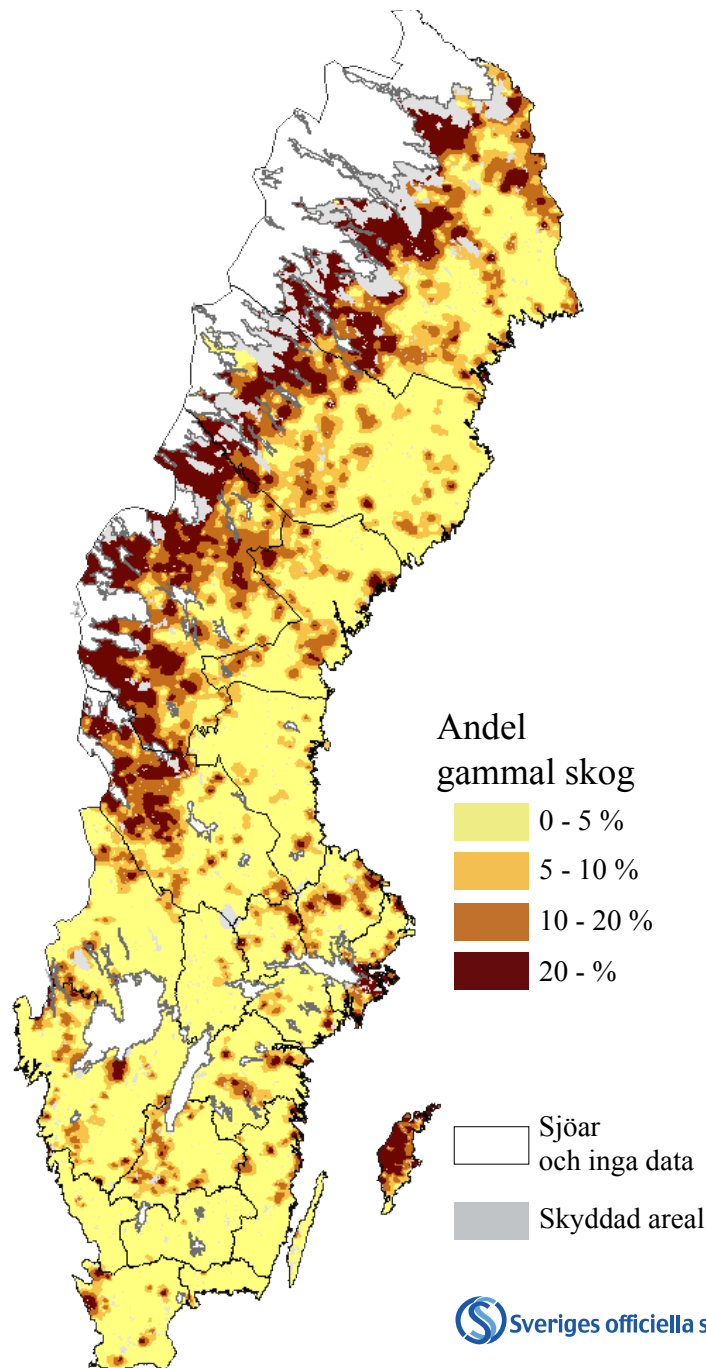 Andel
gammal skog
0 - 5 %
5 - 10 %
10 - 20 %
20 - %
Sjöar
och inga data
Skyddad areal
Sveriges officiella s